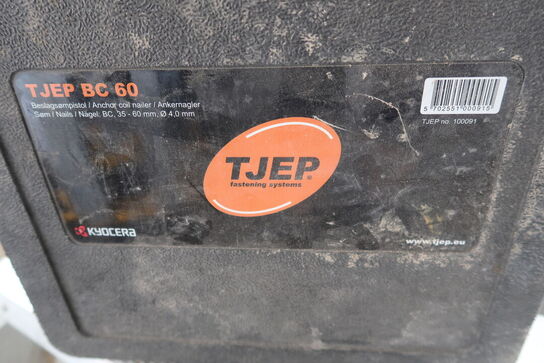 TJEP BC 60
Beslagsømpistol / Anchor coil nailer / Ankernagler
Søm / Nails / Nägel: BC, 35 - 60 mm, Ø 4,0 mm
5 702551 000915
TJEP no. 100091
TJEP®
fastening systems
KYOCERA
www.tjep.eu